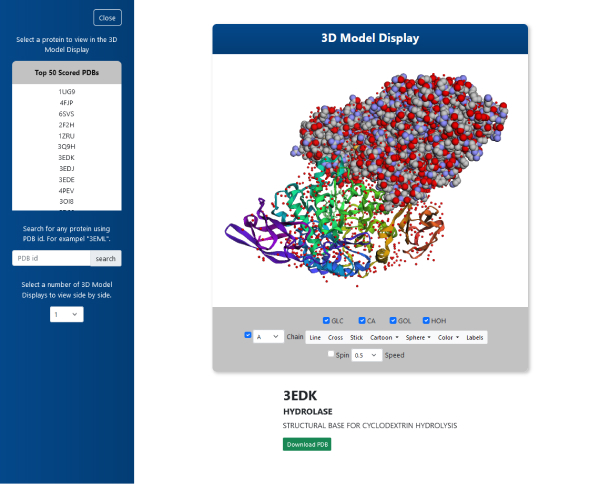 Close
Select a protein to view in the 3D
Model Display
Top 50 Scored PDBs
1UG9
4FJP
6SVS
2F2H
1ZRU
3Q9H
3EDK
3EDJ
3EDE
4PEV
3OI8
Search for any protein using
PDB id. For exampel "3EML".
PDB id
search
Select a number of 3D Model
Displays to view side by side.
1
3D Model Display
GLC CA GOL HOH
A Chain Line Cross Stick Cartoon Sphere Color Labels
Spin 0.5 Speed
3EDK
HYDROLASE
STRUCTURAL BASE FOR CYCLODEXTRIN HYDROLYSIS
Download PDB